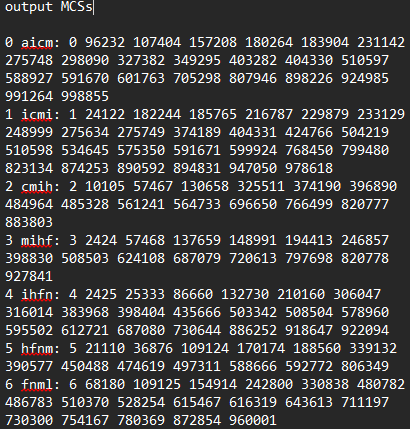 output MCSs
0 aicm: 0 96232 107404 157208 180264 183904 231142
275748 298090 327382 349295 403282 404330 510597
588927 591670 601763 705298 807946 898226 924985
991264 998855
1 icmi: 1 24122 182244 185765 216787 229879 233129
248999 275634 275749 374189 404331 424766 504219
510598 534645 575350 591671 599924 768450 799480
823134 874253 890592 894831 947050 978618
2 cmih: 2 10105 57467 130658 325511 374190 396890
484964 485328 561241 564733 696650 766499 820777
883803
3 mihf: 3 2424 57468 137659 148991 194413 246857
398830 508503 624108 687079 720613 797698 820778
927841
4 ihfn: 4 2425 25333 86660 132730 210160 306047
316014 383968 398404 435666 503342 508504 578960
595502 612721 687080 730644 886252 918647 922094
5 hfnm: 5 21110 36876 109124 170174 188560 339132
390577 450488 474619 497311 588666 592772 806349
6 fnml: 6 68180 109125 154914 242800 330838 480782
486783 510370 528254 615467 616319 643613 711197
730300 754167 780369 872854 960001